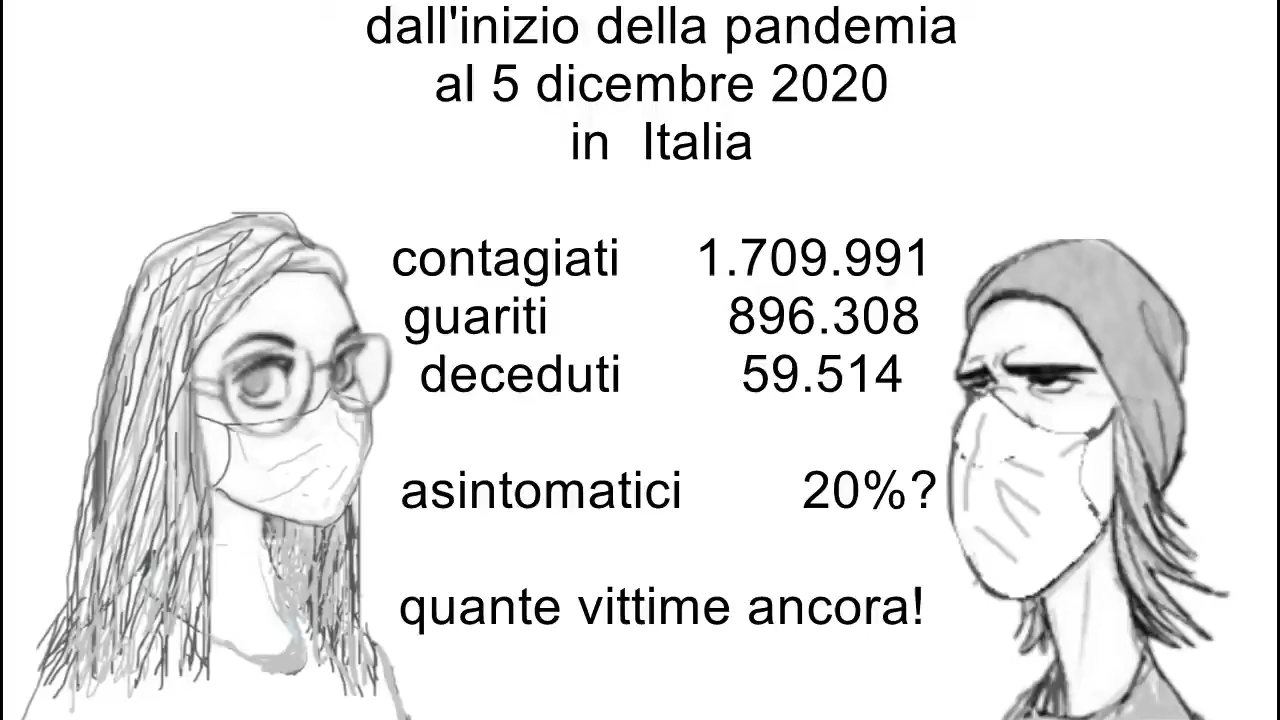 dall'inizio della pandemia
al 5 dicembre 2020
in Italia
contagiati 1.709.991
guariti 896.308
deceduti 59.514
asintomatici 20%?
quante vittime ancora!